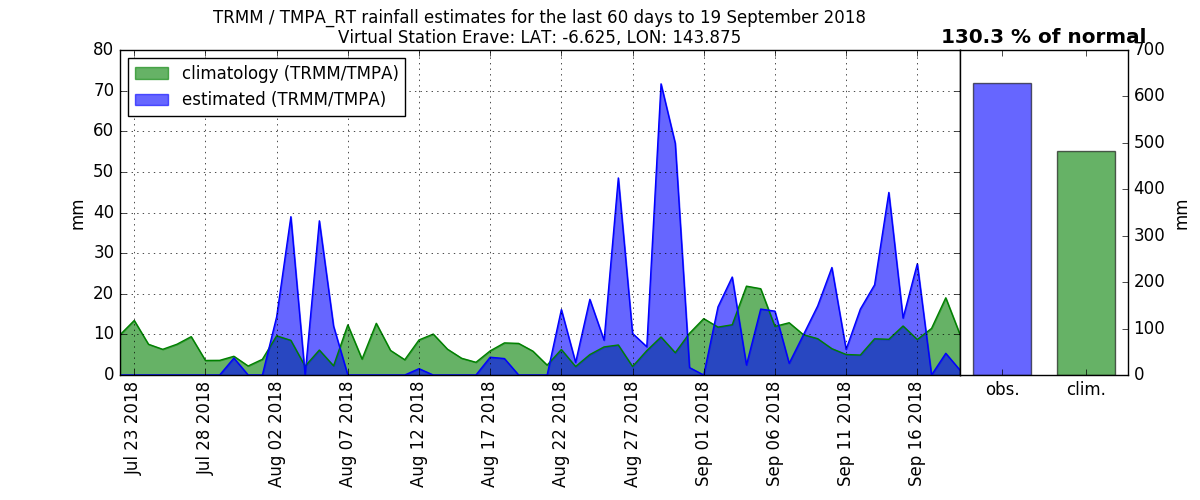 TRMM / TMPA_RT rainfall estimates for the last 60 days to 19 September 2018
Virtual Station Erave: LAT: -6.625, LON: 143.875
130.3 % of normal
climatology (TRMM/TMPA)
estimated (TRMM/TMPA)
mm
80
70
60
50
40
30
20
10
0
Jul 23 2018
Jul 28 2018
Aug 02 2018
Aug 07 2018
Aug 12 2018
Aug 17 2018
Aug 22 2018
Aug 27 2018
Sep 01 2018
Sep 06 2018
Sep 11 2018
Sep 16 2018
obs.
clim.
700
600
500
400
300
200
100
0
mm